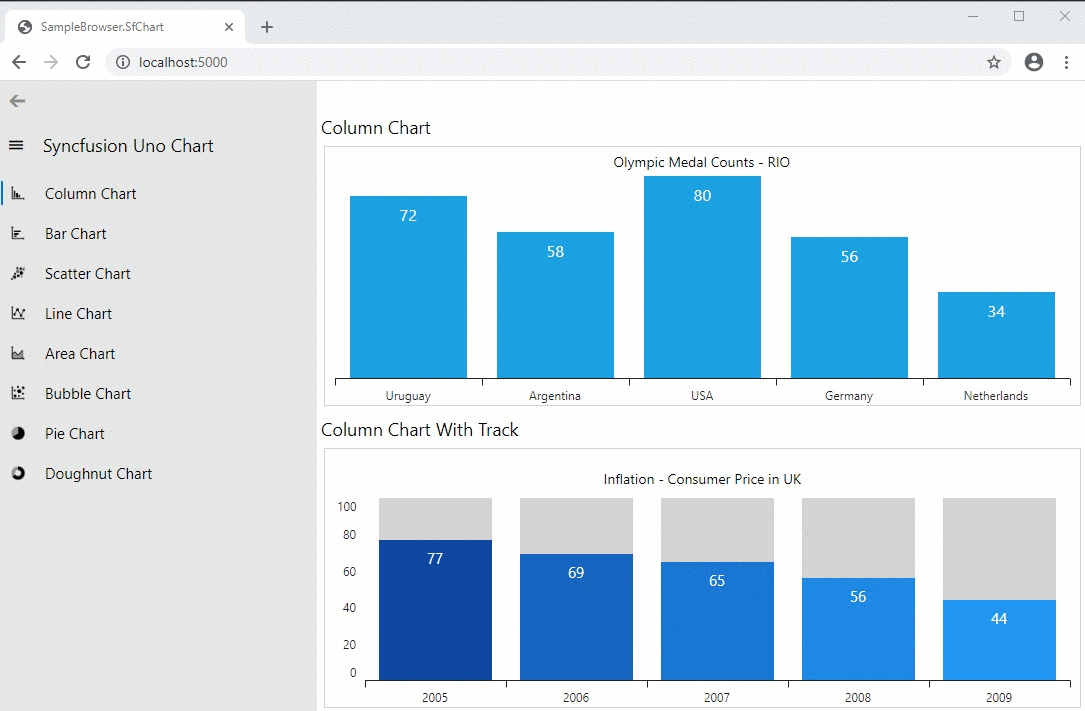 SampleBrowser.SfChart
localhost:5000
Syncfusion Uno Chart
Column Chart
Bar Chart
Scatter Chart
Line Chart
Area Chart
Bubble Chart
Pie Chart
Doughnut Chart
Column Chart
Olympic Medal Counts - RIO
72 58 80 56 34
Uruguay Argentina USA Germany Netherlands
Column Chart With Track
Inflation - Consumer Price in UK
100
80
60
40
20
0
77 69 65 56 44
2005 2006 2007 2008 2009